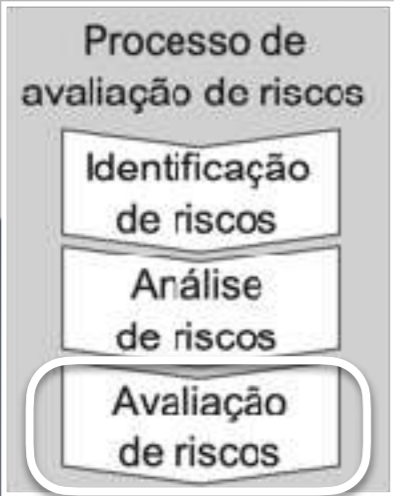 Processo de
avaliação de riscos
Identificação
de riscos
Análise
de riscos
Avaliação
de riscos